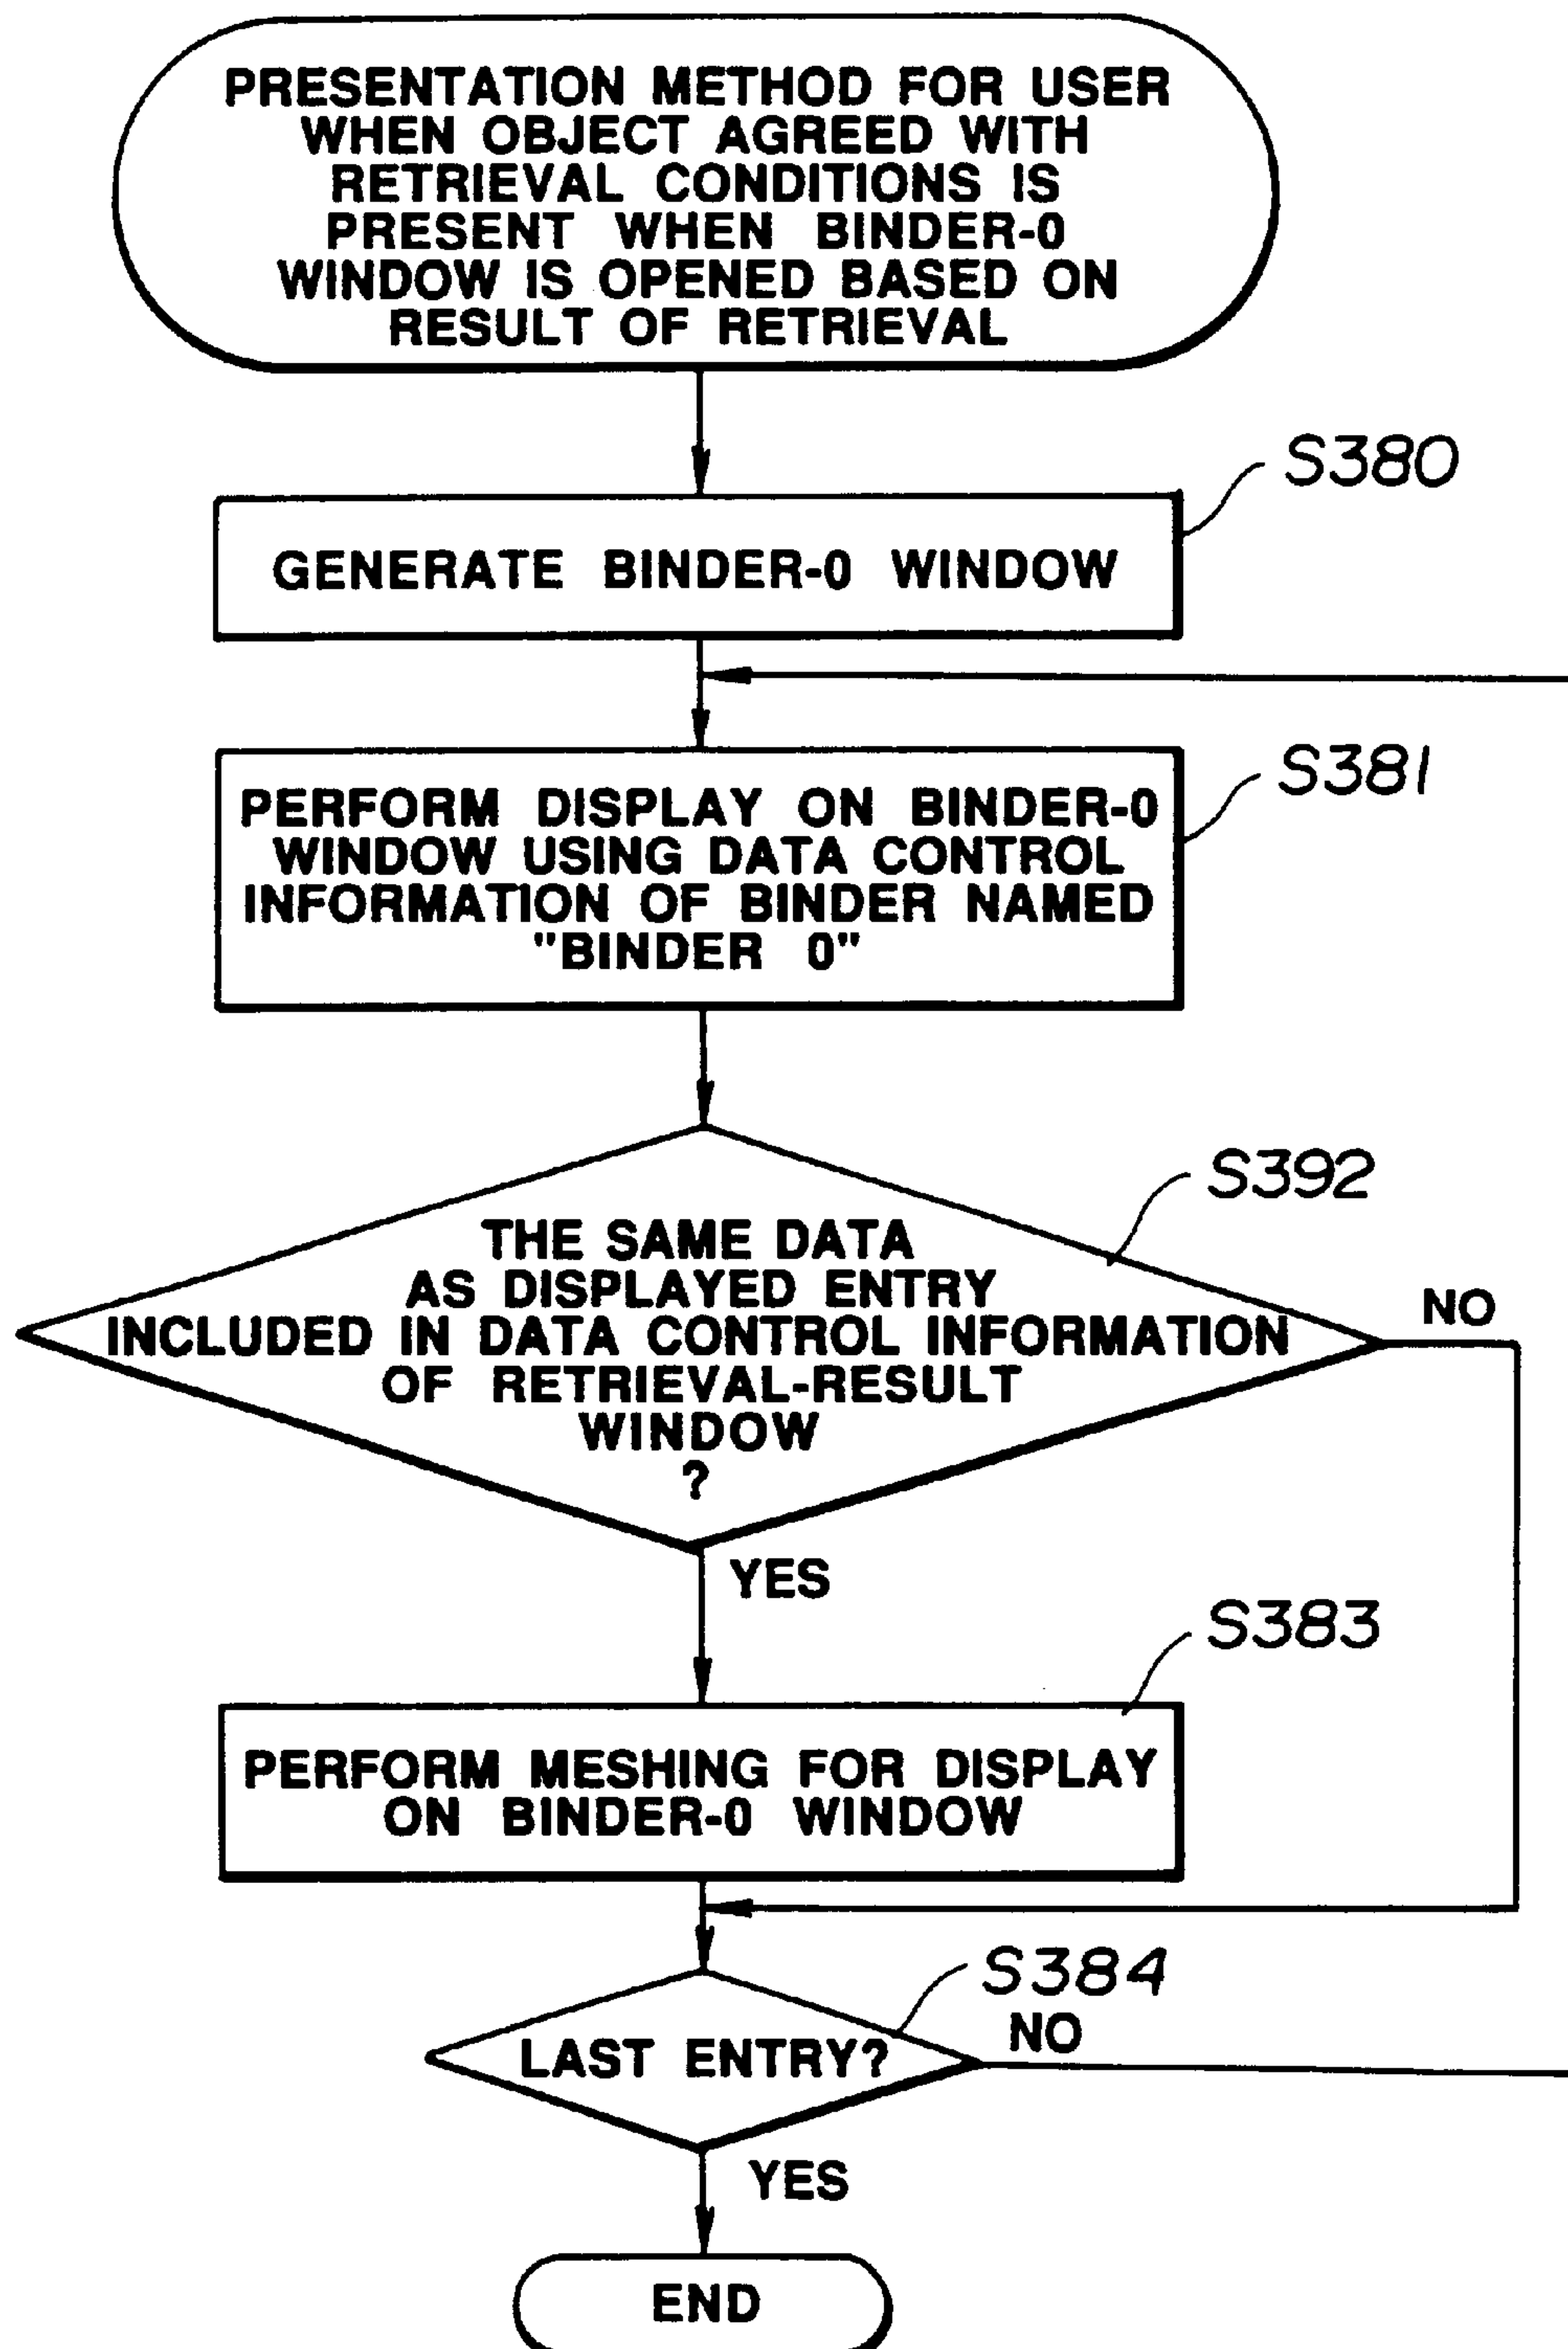 PRESENTATION METHOD FOR USER
WHEN OBJECT AGREED WITH
RETRIEVAL CONDITIONS IS
PRESENT WHEN BINDER-0
WINDOW IS OPENED BASED ON
RESULT OF RETRIEVAL
S380
GENERATE BINDER-0 WINDOW
S381
PERFORM DISPLAY ON BINDER-0
WINDOW USING DATA CONTROL
INFORMATION OF BINDER NAMED
"BINDER 0"
S392
THE SAME DATA
AS DISPLAYED ENTRY
INCLUDED IN DATA CONTROL INFORMATION
OF RETRIEVAL-RESULT
WINDOW
?
NO
YES
S383
PERFORM MESHING FOR DISPLAY
ON BINDER-0 WINDOW
S384
LAST ENTRY?
NO
YES
END